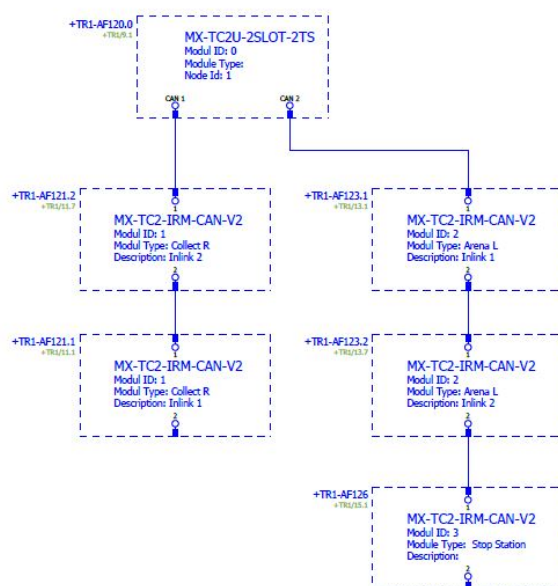 +TR1-AF120.0
+TR1/9.1
MX-TC2U-2SLOT-2TS
Modul ID: 0
Module Type:
Node Id: 1
CAN 1
CAN 2
+TR1-AF121.2
+TR1/11.7
1
MX-TC2-IRM-CAN-V2
Modul ID: 1
Modul Type: Collect R
Description: Inlink 2
2
+TR1-AF123.1
+TR1/13.1
1
MX-TC2-IRM-CAN-V2
Modul ID: 2
Modul Type: Arena L
Description: Inlink 1
2
+TR1-AF121.1
+TR1/11.1
1
MX-TC2-IRM-CAN-V2
Modul ID: 1
Modul Type: Collect R
Description: Inlink 1
2
+TR1-AF123.2
+TR1/13.7
1
MX-TC2-IRM-CAN-V2
Modul ID: 2
Modul Type: Arena L
Description: Inlink 2
2
+TR1-AF126
+TR1/15.1
1
MX-TC2-IRM-CAN-V2
Modul ID: 3
Module Type: Stop Station
Description:
2